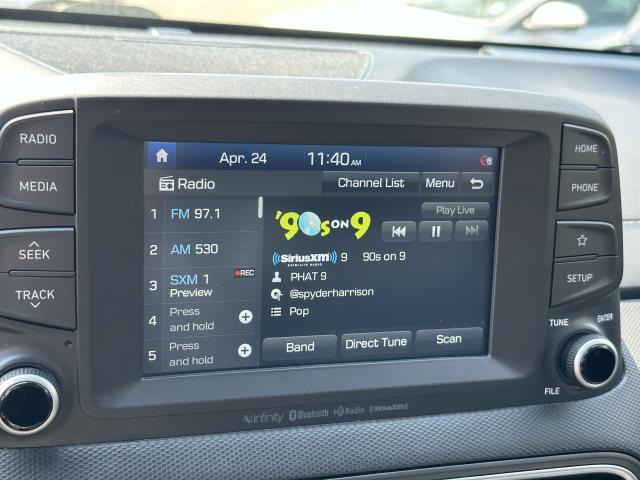 RADIO
MEDIA
SEEK
TRACK
Apr. 24 11:40 AM
Radio Channel List Menu
1 FM 97.1
2 AM 530
3 SXM 1 REC
Preview
4 Press
and hold
5 Press
and hold
'90s ON 9
Play Live
SiriusXM 9 90s on 9
SATELLITE RADIO
PHAT 9
@spyderharrison
Pop
Band Direct Tune Scan
HOME
PHONE
SETUP
TUNE ENTER
FILE
infinity Bluetooth HD Radio SiriusXM